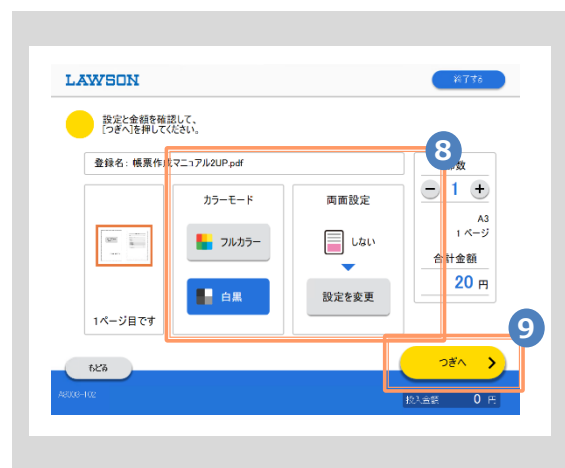 LAWSON
終了する
設定と金額を確認して、
[つぎへ]を押してください。
8
登録名: 帳票作成マニュアル2UP.pdf
部数
1
カラーモード
両面設定
A3
1 ページ
フルカラー
しない
合計金額
20 円
白黒
設定を変更
1ページ目です
9
つぎへ
もどる
投入金額 0 円